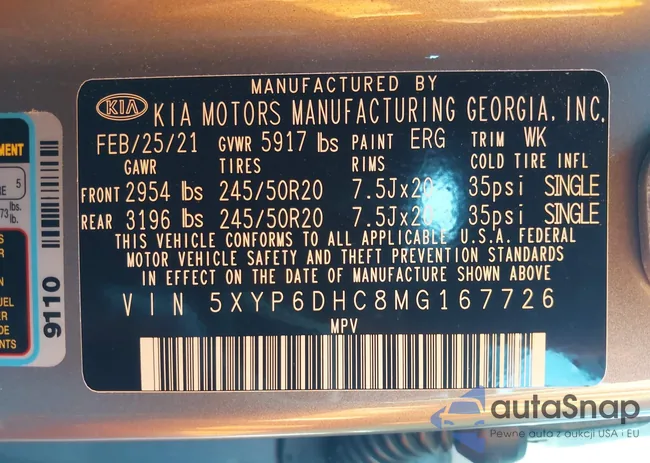 MANUFACTURED BY
KIA KIA MOTORS MANUFACTURING GEORGIA, INC.
FEB/25/21 GVWR 5917 lbs PAINT ERG TRIM WK
GAWR TIRES RIMS COLD TIRE INFL
FRONT 2954 lbs 245/50R20 7.5Jx20 35psi SINGLE
REAR 3196 lbs 245/50R20 7.5Jx20 35psi SINGLE
THIS VEHICLE CONFORMS TO ALL APPLICABLE U.S.A. FEDERAL
MOTOR VEHICLE SAFETY AND THEFT PREVENTION STANDARDS
IN EFFECT ON THE DATE OF MANUFACTURE SHOWN ABOVE
VIN 5XYP6DHC8MG167726
MPV
9110
5
lbs.
lb.
autaSnap
Pewne auta z aukcji USA i EU